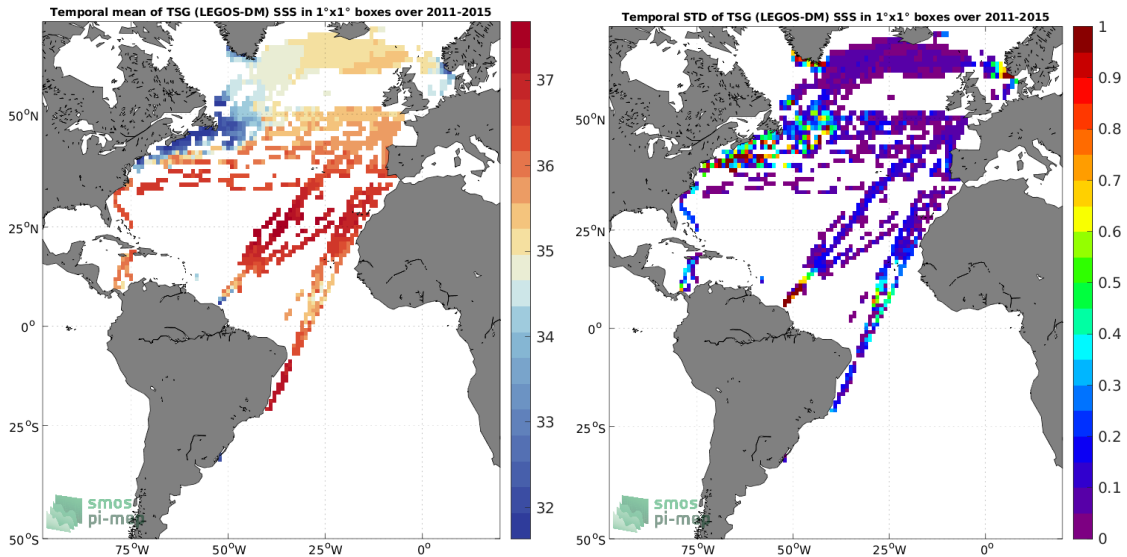 Temporal mean of TSG (LEGOS-DM) SSS in 1°x1° boxes over 2011-2015
50°N
25°N
0°
25°S
50°S
75°W
50°W
25°W
0°
37
36
35
34
33
32
smos
pi-mep
Temporal STD of TSG (LEGOS-DM) SSS in 1°x1° boxes over 2011-2015
50°N
25°N
0°
25°S
50°S
75°W
50°W
25°W
0°
1
0.9
0.8
0.7
0.6
0.5
0.4
0.3
0.2
0.1
0
smos
pi-mep